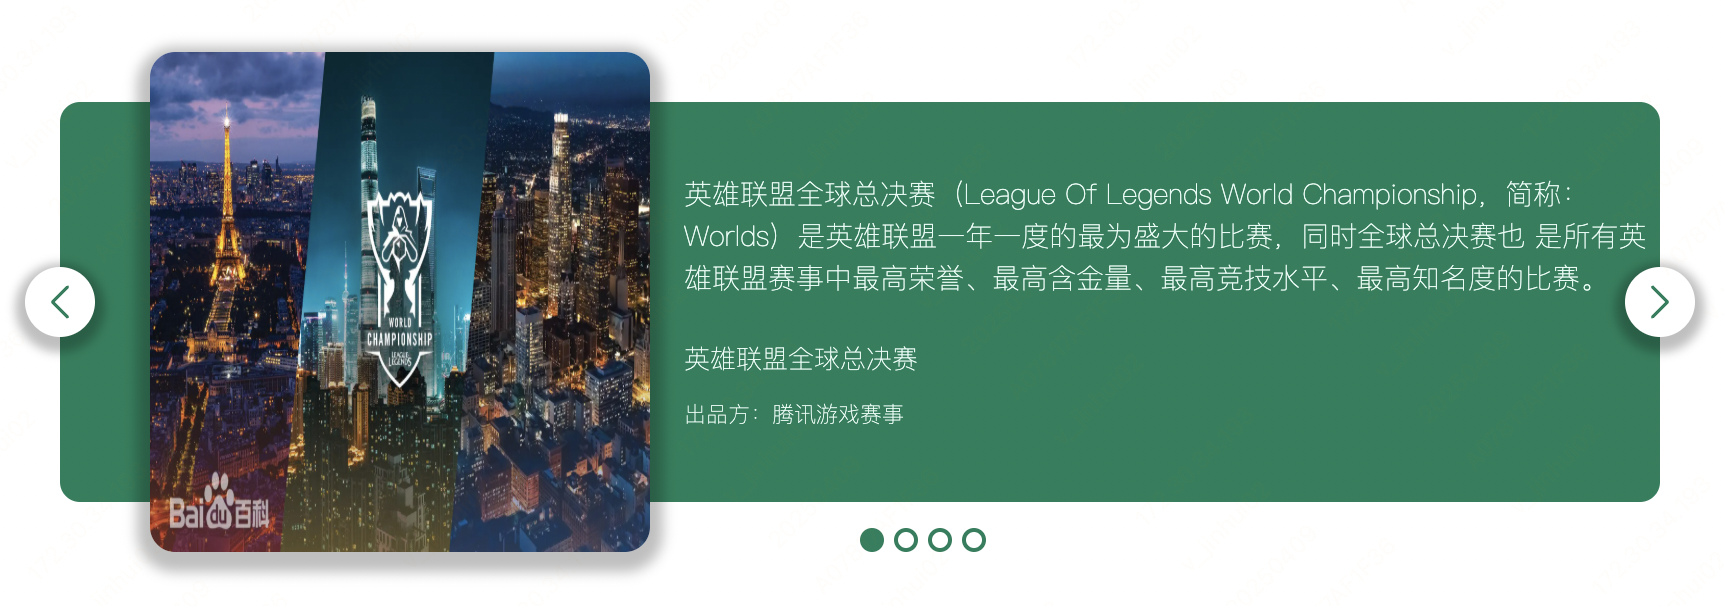 WORLD
CHAMPIONSHIP
LEAGUE
LEGENDS
Bai du 百科
英雄联盟全球总决赛（League Of Legends World Championship，简称：
Worlds）是英雄联盟一年一度的最为盛大的比赛，同时全球总决赛也 是所有英
雄联盟赛事中最高荣誉、最高含金量、最高竞技水平、最高知名度的比赛。
英雄联盟全球总决赛
出品方：腾讯游戏赛事